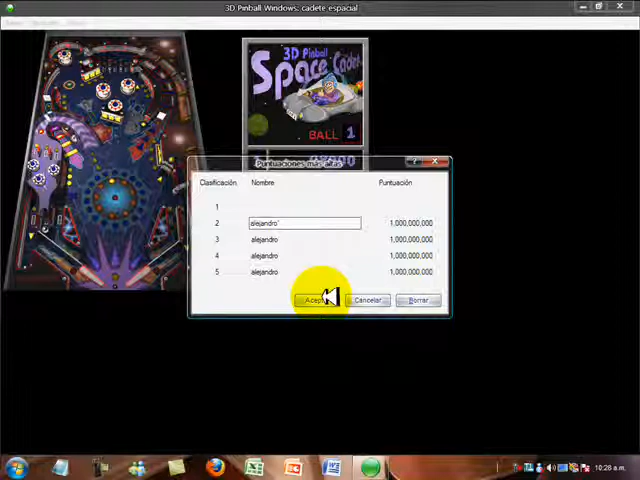 3D Pinball Windows: cadete espacial
3D Pinball
Space Cadet
BALL 1
Puntuaciones más altas
Clasificación Nombre Puntuación
1
2 alejandro' 1,000,000,000
3 alejandro 1,000,000,000
4 alejandro 1,000,000,000
5 alejandro 1,000,000,000
Cancelar Borrar
10:28 a.m.